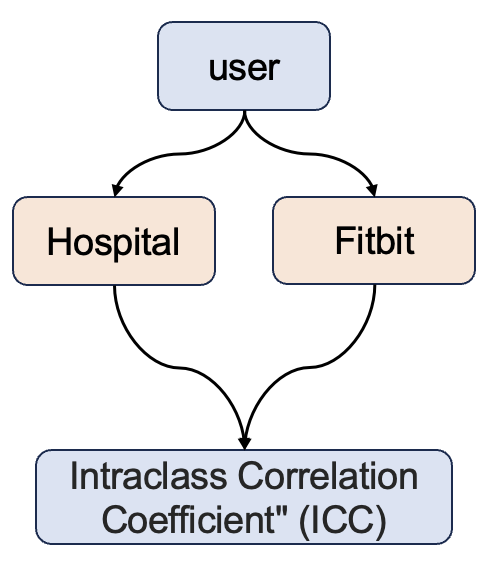 user
Hospital
Fitbit
Intraclass Correlation
Coefficient" (ICC)